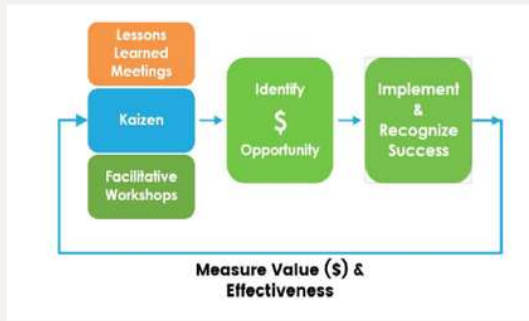 Lessons
Learned
Meetings
Kaizen
Facilitative
Workshops
Identify
$
Opportunity
Implement
&
Recognize
Success
Measure Value ($) &
Effectiveness